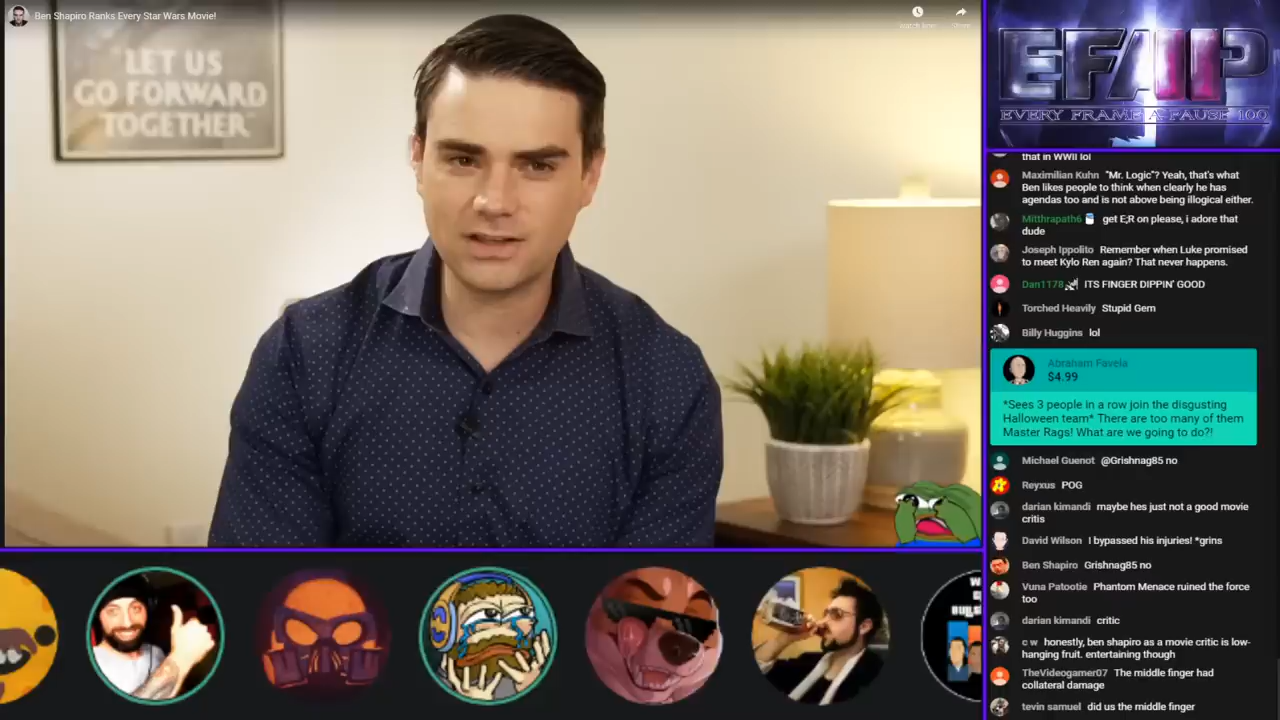 Ben Shapiro Ranks Every Star Wars Movie!
LET US
GO FORWARD
TOGETHER
Share
EFAP
EVERY FRAME A PAUSE 100
that in WWII lol
Maximilian Kuhn "Mr. Logic"? Yeah, that's what
Ben likes people to think when clearly he has
agendas too and is not above being illogical either.
Mitthrapath6 get E;R on please, i adore that
dude
Joseph Ippolito Remember when Luke promised
to meet Kylo Ren again? That never happens.
Dan1178 ITS FINGER DIPPIN' GOOD
Torched Heavily Stupid Gem
Billy Huggins lol
Abraham Favela
$4.99
*Sees 3 people in a row join the disgusting
Halloween team* There are too many of them
Master Rags! What are we going to do?!
Michael Guenot @Grishnag85 no
Reyxus POG
darian kimandi maybe hes just not a good movie
critis
David Wilson I bypassed his injuries! *grins
Ben Shapiro Grishnag85 no
Vuna Patootie Phantom Menace ruined the force
too
darian kimandi critic
c w honestly, ben shapiro as a movie critic is low-
hanging fruit. entertaining though
TheVideogamer07 The middle finger had
collateral damage
tevin samuel did us the middle finger